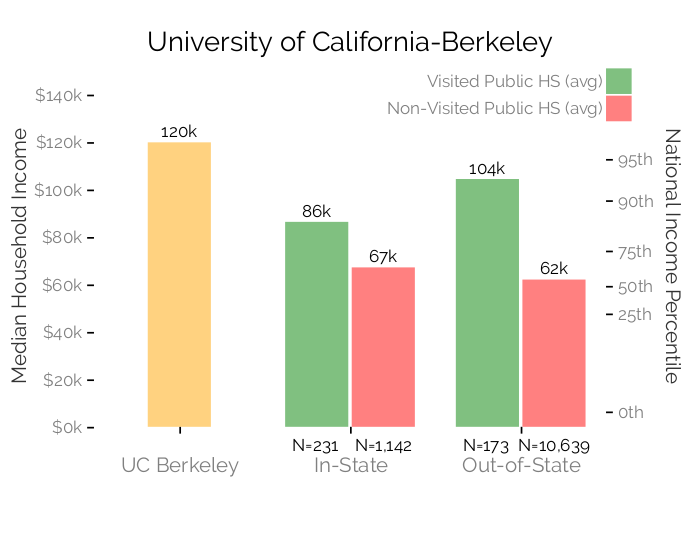 University of California-Berkeley
Visited Public HS (avg)
Non-Visited Public HS (avg)
Median Household Income
$140k
$120k
$100k
$80k
$60k
$40k
$20k
$0k
120k
86k
67k
104k
62k
95th
90th
75th
50th
25th
0th
National Income Percentile
N=231 N=1,142 N=173 N=10,639
UC Berkeley In-State Out-of-State